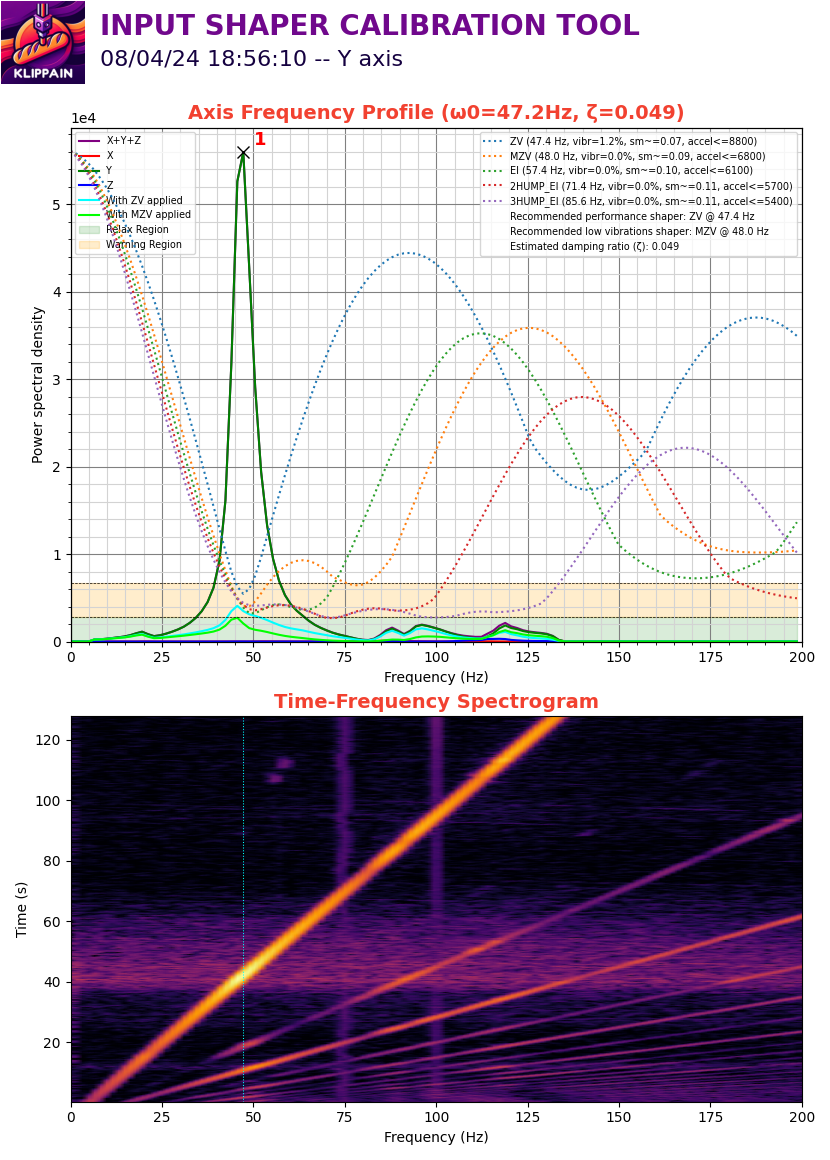 INPUT SHAPER CALIBRATION TOOL
KLIPPAIN
08/04/24 18:56:10 -- Y axis
Axis Frequency Profile (ω0=47.2Hz, ζ=0.049)
1e4
1
X+Y+Z
X
Y
Z
With ZV applied
With MZV applied
Relax Region
Warning Region
ZV (47.4 Hz, vibr=1.2%, sm~=0.07, accel<=8800)
MZV (48.0 Hz, vibr=0.0%, sm~=0.09, accel<=6800)
EI (57.4 Hz, vibr=0.0%, sm~=0.10, accel<=6100)
2HUMP_EI (71.4 Hz, vibr=0.0%, sm~=0.11, accel<=5700)
3HUMP_EI (85.6 Hz, vibr=0.0%, sm~=0.11, accel<=5400)
Recommended performance shaper: ZV @ 47.4 Hz
Recommended low vibrations shaper: MZV @ 48.0 Hz
Estimated damping ratio (ζ): 0.049
Power spectral density
5
4
3
2
1
0
0 25 50 75 100 125 150 175 200
Frequency (Hz)
Time-Frequency Spectrogram
Time (s)
120
100
80
60
40
20
0 25 50 75 100 125 150 175 200
Frequency (Hz)